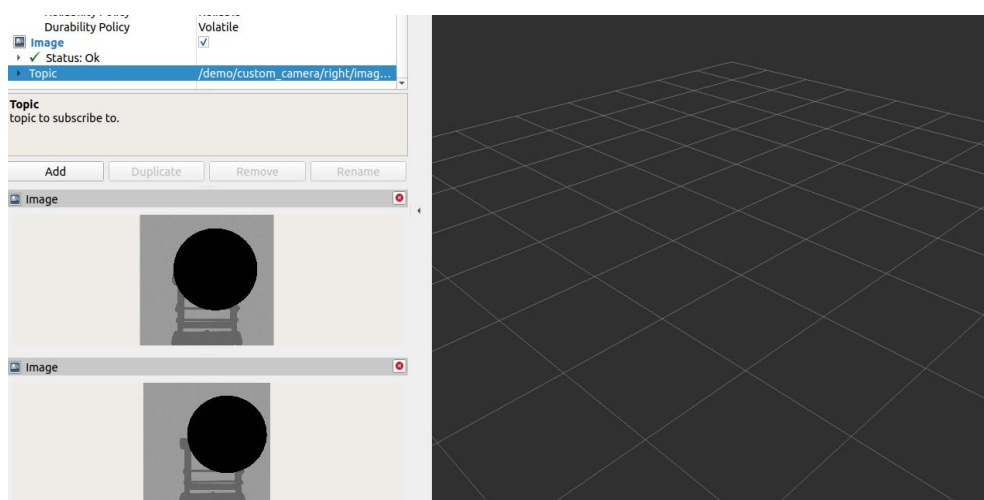 Durability Policy Volatile
Image
Status: Ok
Topic /demo/custom_camera/right/imag...
Topic
topic to subscribe to.
Add Duplicate Remove Rename
Image
Image